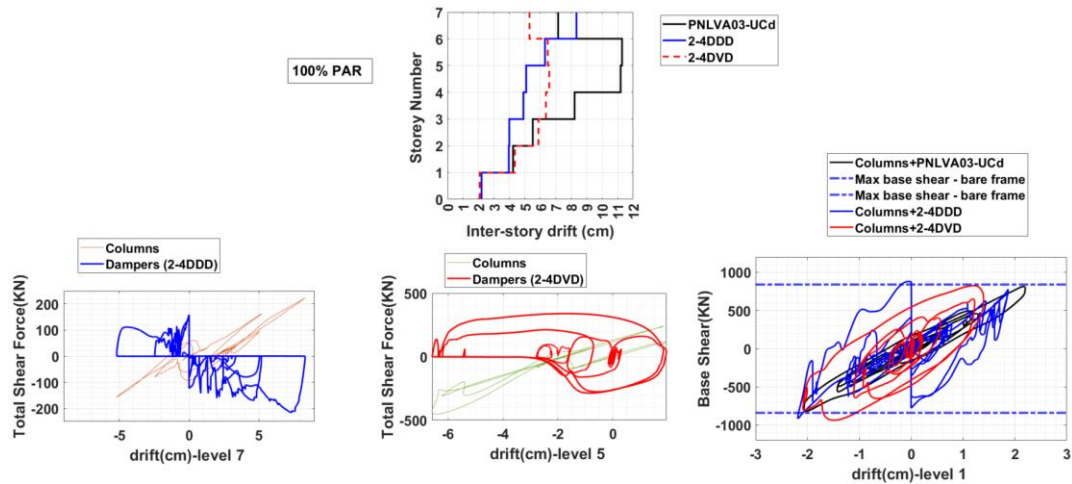 PNLVA03-UCd
2-4DDD
2-4DVD
100% PAR
Storey Number
7
6
5
4
3
2
1
0
0 1 2 3 4 5 6 7 8 9 10 11 12
Inter-story drift (cm)
Columns
Dampers (2-4DDD)
Total Shear Force(KN)
200
100
0
-100
-200
-5 0 5
drift(cm)-level 7
Columns
Dampers (2-4DVD)
Total Shear Force(KN)
500
0
-500
-6 -4 -2 0 2
drift(cm)-level 5
Columns+PNLVA03-UCd
Max base shear - bare frame
Max base shear - bare frame
Columns+2-4DDD
Columns+2-4DVD
Base Shear(KN)
1000
500
0
-500
-1000
-3 -2 -1 0 1 2 3
drift(cm)-level 1